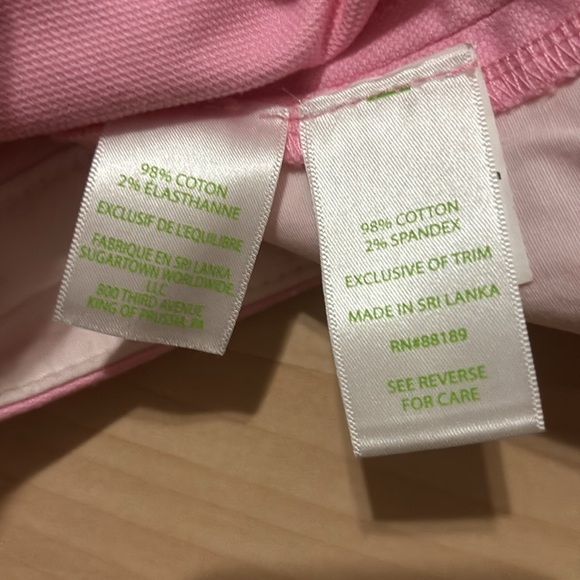 98% COTON
2% ÉLASTHANNE
EXCLUSIF DE L'EQUILIBRE
FABRIQUE EN SRI LANKA
SUGARTOWN WORLDWIDE,
LLC
800 THIRD AVENUE
KING OF PRUSSIA, PA
98% COTTON
2% SPANDEX
EXCLUSIVE OF TRIM
MADE IN SRI LANKA
RN#88189
SEE REVERSE
FOR CARE